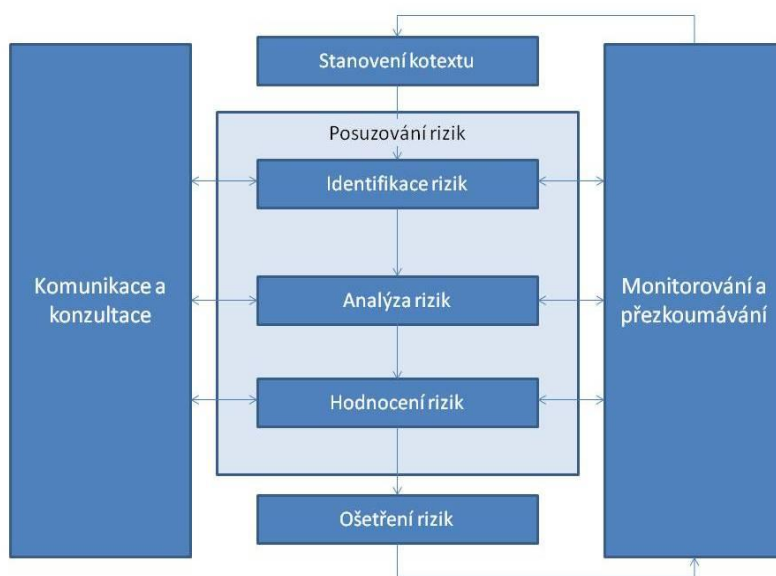 Stanovení kotextu
Posuzování rizik
Identifikace rizik
Komunikace a
konzultace
Analýza rizik
Monitorování a
přezkoumávání
Hodnocení rizik
Ošetření rizik